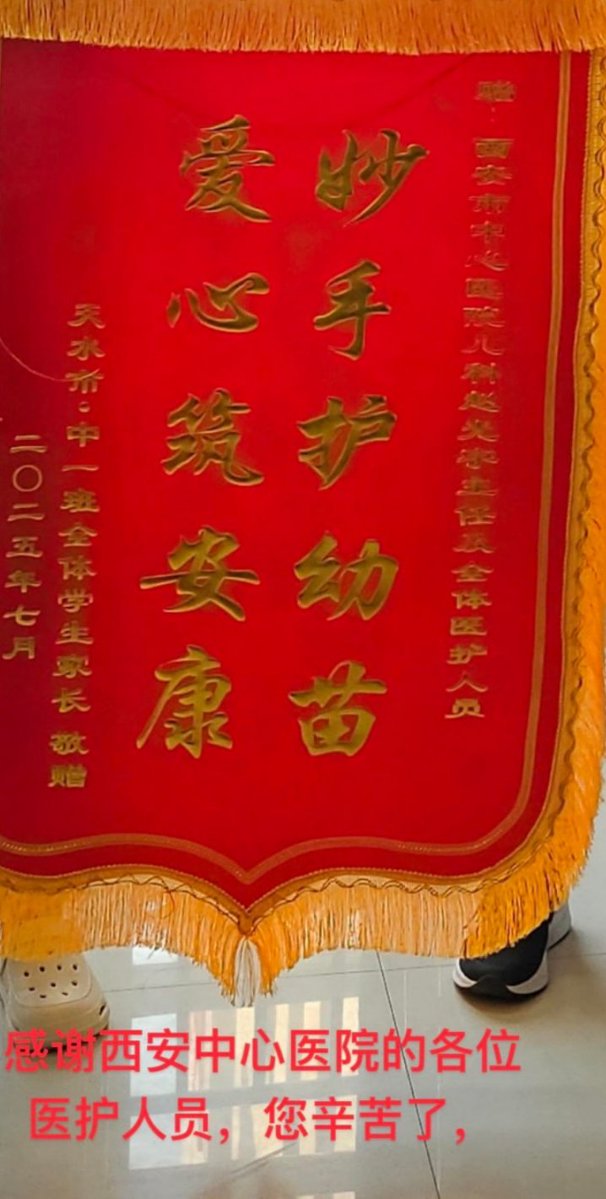 赠:西安市中心医院儿科赵昊宗主任及全体医护人员
妙手护幼苗
爱心筑安康
天水市:中一班全体学生家长 敬赠
二〇二五年七月
感谢西安中心医院的各位
医护人员，您辛苦了，